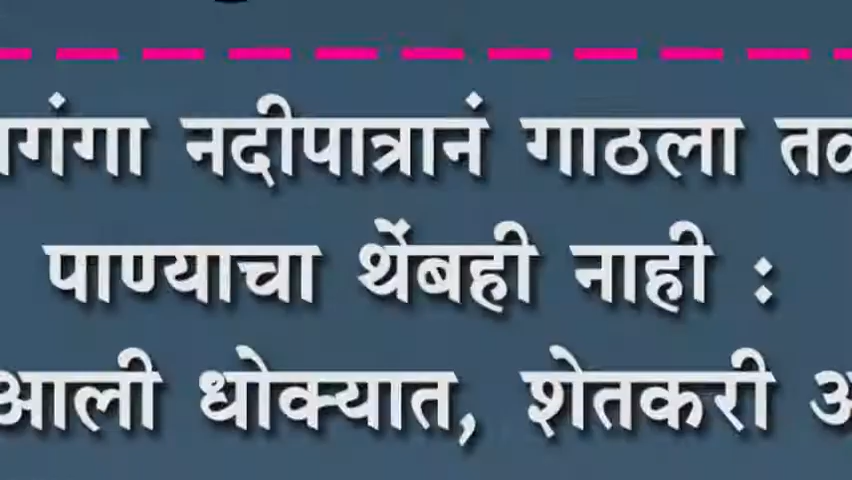 नदीपात्रानं गाठला
पाण्याचा थेंबही नाही :
आली धोक्यात, शेतकरी